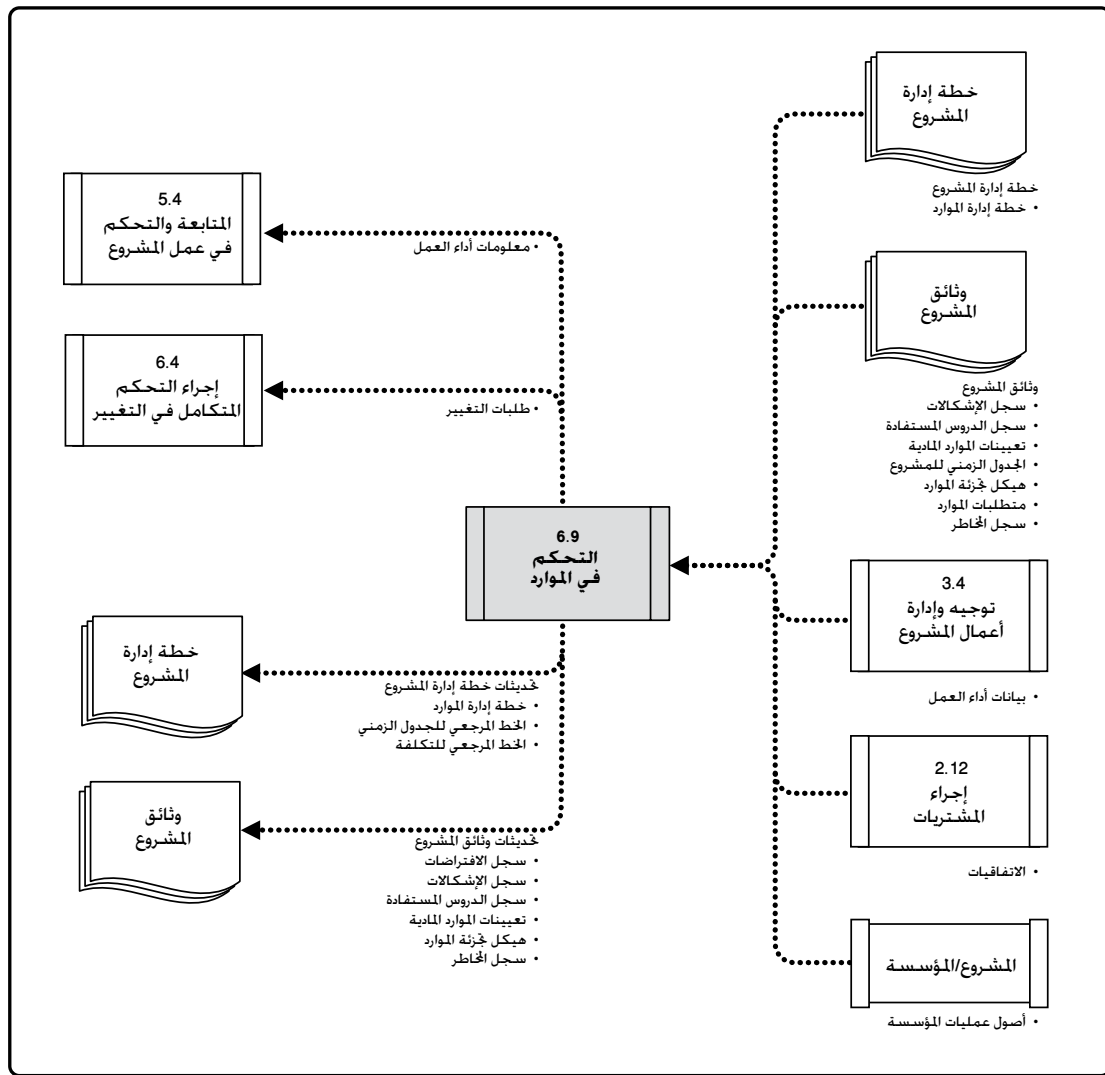 خطة إدارة
المشروع
خطة إدارة المشروع
• خطة إدارة الموارد
وثائق
المشروع
وثائق المشروع
• سجل الإشكالات
• سجل الدروس المستفادة
• تعيينات الموارد المادية
• الجدول الزمني للمشروع
• هيكل تجزئة الموارد
• متطلبات الموارد
• سجل المخاطر
3.4
توجيه وإدارة
أعمال المشروع
• بيانات أداء العمل
2.12
إجراء
المشتريات
• الاتفاقيات
المشروع/المؤسسة
• أصول عمليات المؤسسة
6.9
التحكم
في الموارد
5.4
المتابعة والتحكم
في عمل المشروع
• معلومات أداء العمل
6.4
إجراء التحكم
المتكامل في التغيير
• طلبات التغيير
خطة إدارة
المشروع
تحديثات خطة إدارة المشروع
• خطة إدارة الموارد
• الخط المرجعي للجدول الزمني
• الخط المرجعي للتكلفة
وثائق
المشروع
تحديثات وثائق المشروع
• سجل الافتراضات
• سجل الإشكالات
• سجل الدروس المستفادة
• تعيينات الموارد المادية
• هيكل تجزئة الموارد
• سجل المخاطر